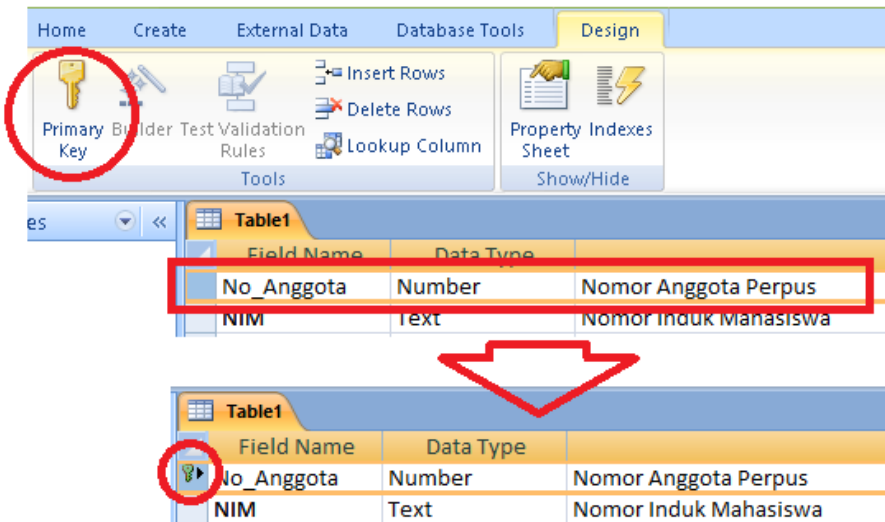 Home Create External Data Database Tools Design
Primary Key
Builder
Test Validation Rules
Insert Rows
Delete Rows
Lookup Column
Property Sheet
Indexes
Tools Show/Hide
es
Table1
Field Name Data Type
No_Anggota Number Nomor Anggota Perpus
NIM Text Nomor Induk Mahasiswa
Table1
Field Name Data Type
No_Anggota Number Nomor Anggota Perpus
NIM Text Nomor Induk Mahasiswa